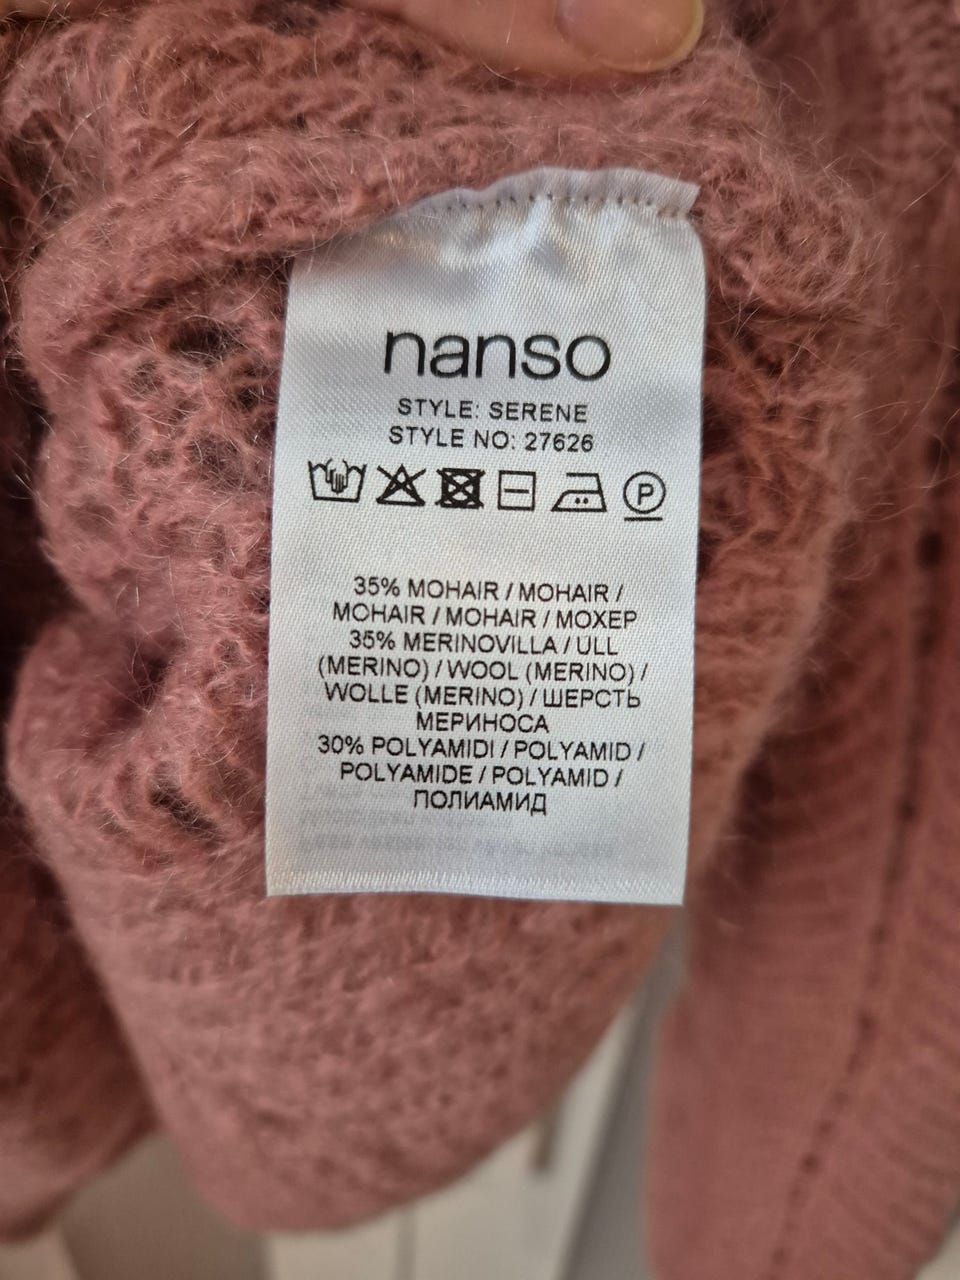 nanso
STYLE: SERENE
STYLE NO: 27626
P
35% MOHAIR / MOHAIR /
MOHAIR / MOHAIR / МОХЕР
35% MERINOVILLA / ULL
(MERINO) / WOOL (MERINO) /
WOLLE (MERINO) / ШЕРСТЬ
МЕРИНОСА
30% POLYAMIDI / POLYAMID /
POLYAMIDE / POLYAMID /
ПОЛИАМИД